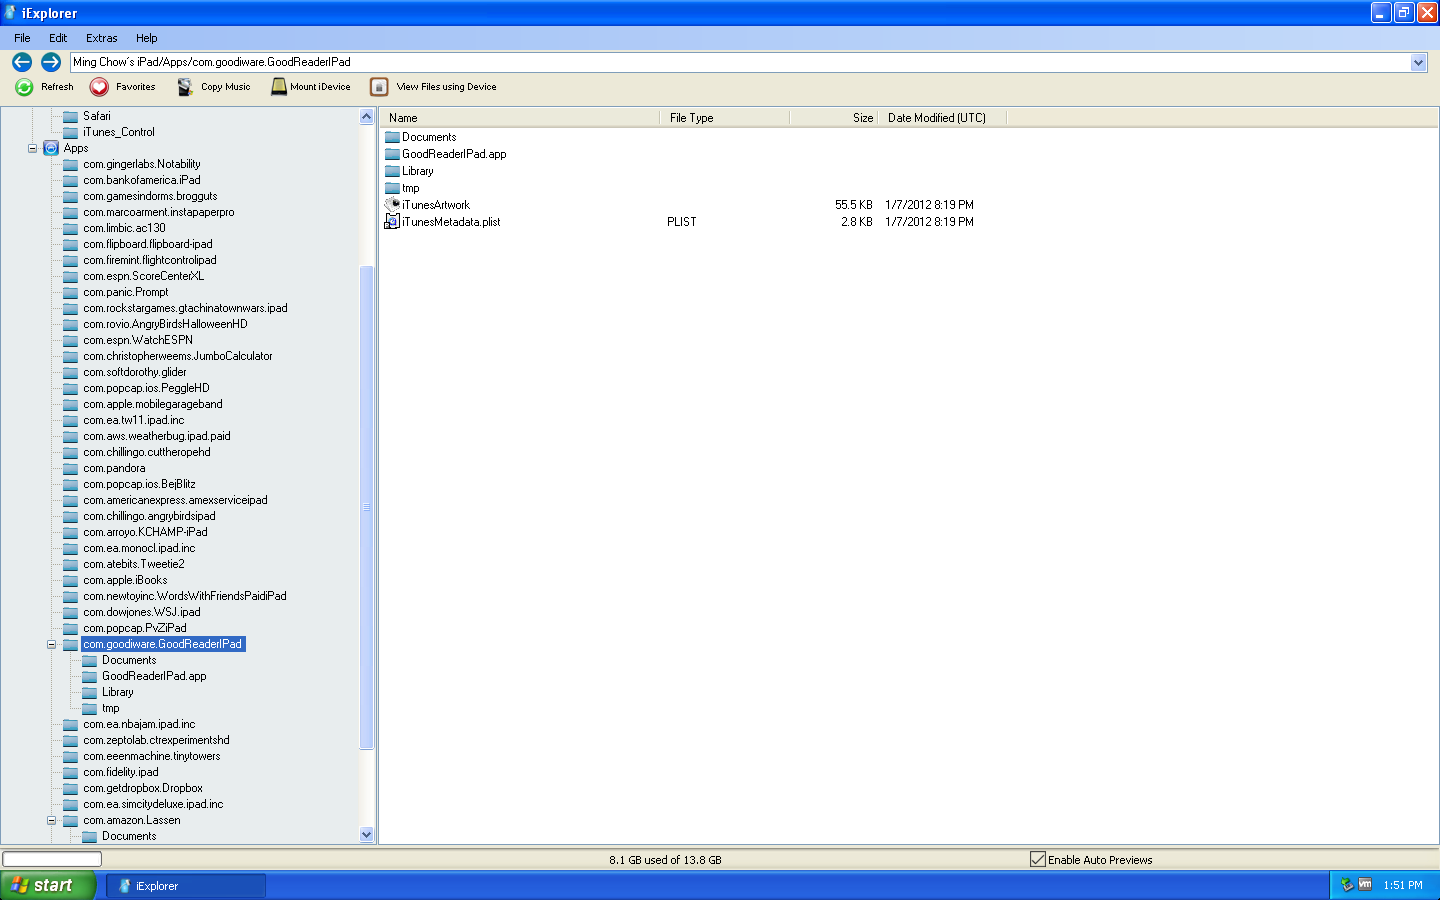 iExplorer
File Edit Extras Help
Ming Chow's iPad/Apps/com.goodiware.GoodReaderIPad
Refresh Favorites Copy Music Mount iDevice View Files using Device
Safari
iTunes_Control
Apps
com.gingerlabs.Notability
com.bankofamerica.iPad
com.gamesindorms.brogguts
com.marcoarment.instapaperpro
com.limbic.ac130
com.flipboard.flipboard-ipad
com.firemint.flightcontrolipad
com.espn.ScoreCenterXL
com.panic.Prompt
com.rockstargames.gtachinatownwars.ipad
com.rovio.AngryBirdsHalloweenHD
com.espn.WatchESPN
com.christopherweems.JumboCalculator
com.softdorothy.glider
com.popcap.ios.PeggleHD
com.apple.mobilegarageband
com.ea.tw11.ipad.inc
com.aws.weatherbug.ipad.paid
com.chillingo.cuttheropehd
com.pandora
com.popcap.ios.BejBlitz
com.americanexpress.amexserviceipad
com.chillingo.angrybirdsipad
com.arroyo.KCHAMP-iPad
com.ea.monocl.ipad.inc
com.atebits.Tweetie2
com.apple.iBooks
com.newtoyinc.WordsWithFriendsPaidiPad
com.dowjones.WSJ.ipad
com.popcap.PvZiPad
com.goodiware.GoodReaderIPad
Documents
GoodReaderIPad.app
Library
tmp
com.ea.nbajam.ipad.inc
com.zeptolab.ctrexperimentshd
com.eeenmachine.tinytowers
com.fidelity.ipad
com.getdropbox.Dropbox
com.ea.simcitydeluxe.ipad.inc
com.amazon.Lassen
Documents
Name File Type Size Date Modified (UTC)
Documents
GoodReaderIPad.app
Library
tmp
iTunesArtwork 55.5 KB 1/7/2012 8:19 PM
iTunesMetadata.plist PLIST 2.8 KB 1/7/2012 8:19 PM
8.1 GB used of 13.8 GB Enable Auto Previews
start iExplorer vm 1:51 PM